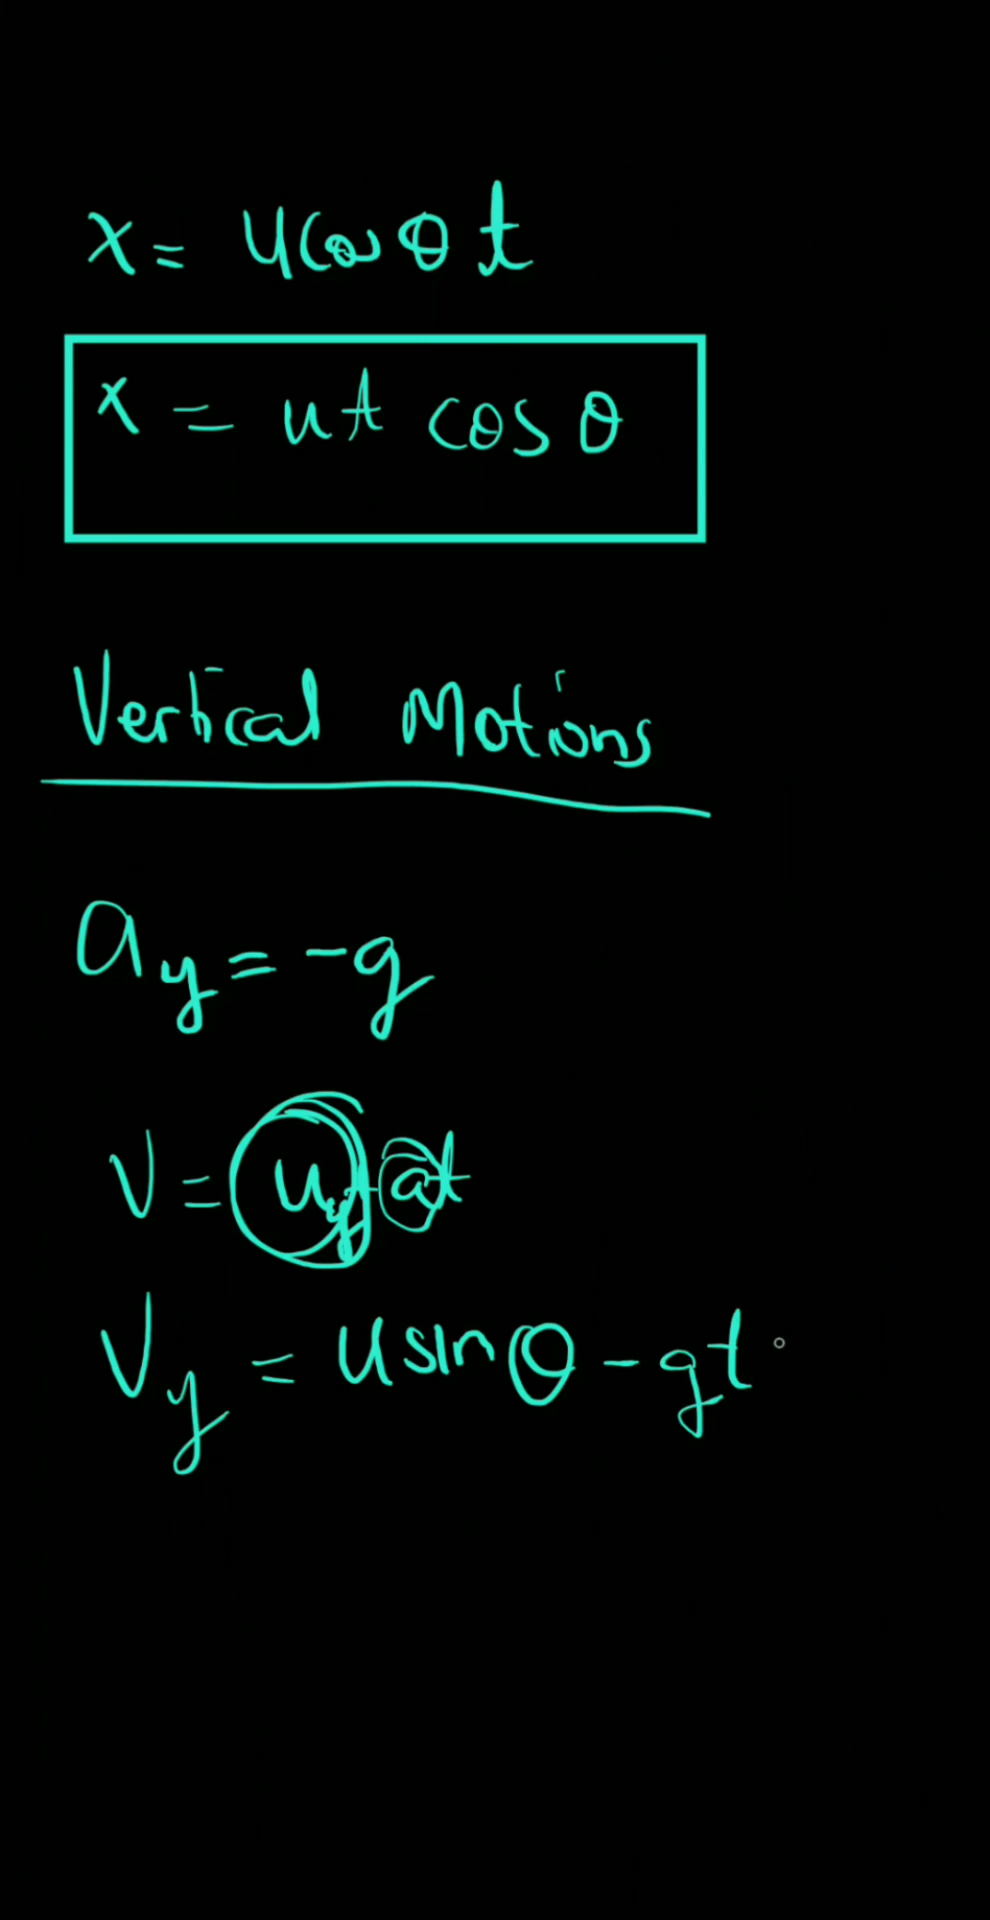 x = u cos θ t
x = ut cos θ
Vertical Motions
a_y = -g
v = u_y + at
v_y = u sin θ - gt